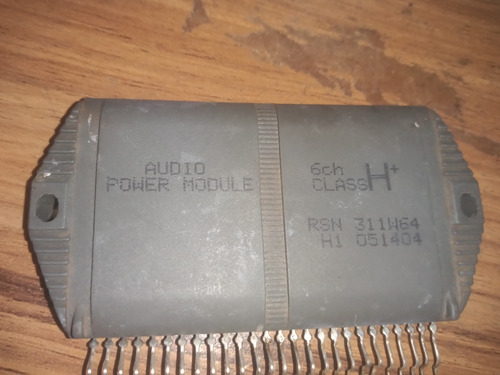 AUDIO
POWER MODULE
6ch
CLASS H+
RSN 311W64
H1 051404